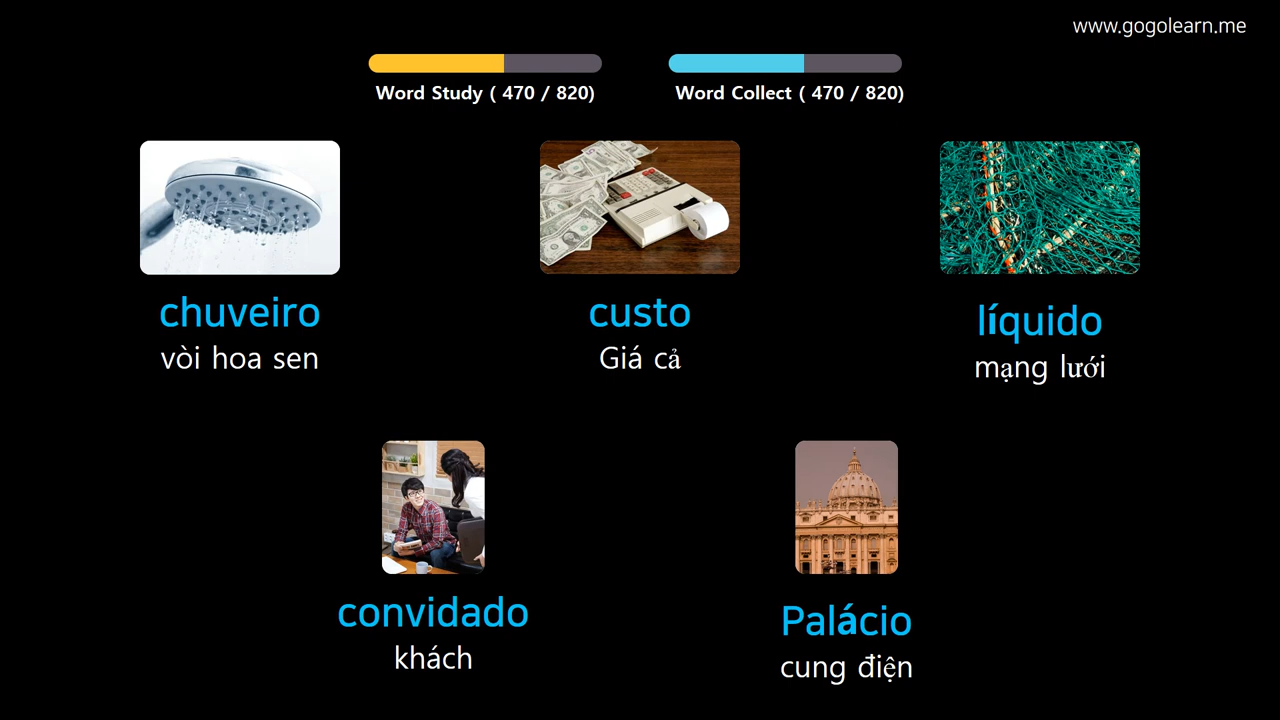 www.gogolearn.me
Word Study ( 470 / 820)
Word Collect ( 470 / 820)
chuveiro
vòi hoa sen
custo
Giá cả
líquido
mạng lưới
convidado
khách
Palácio
cung điện